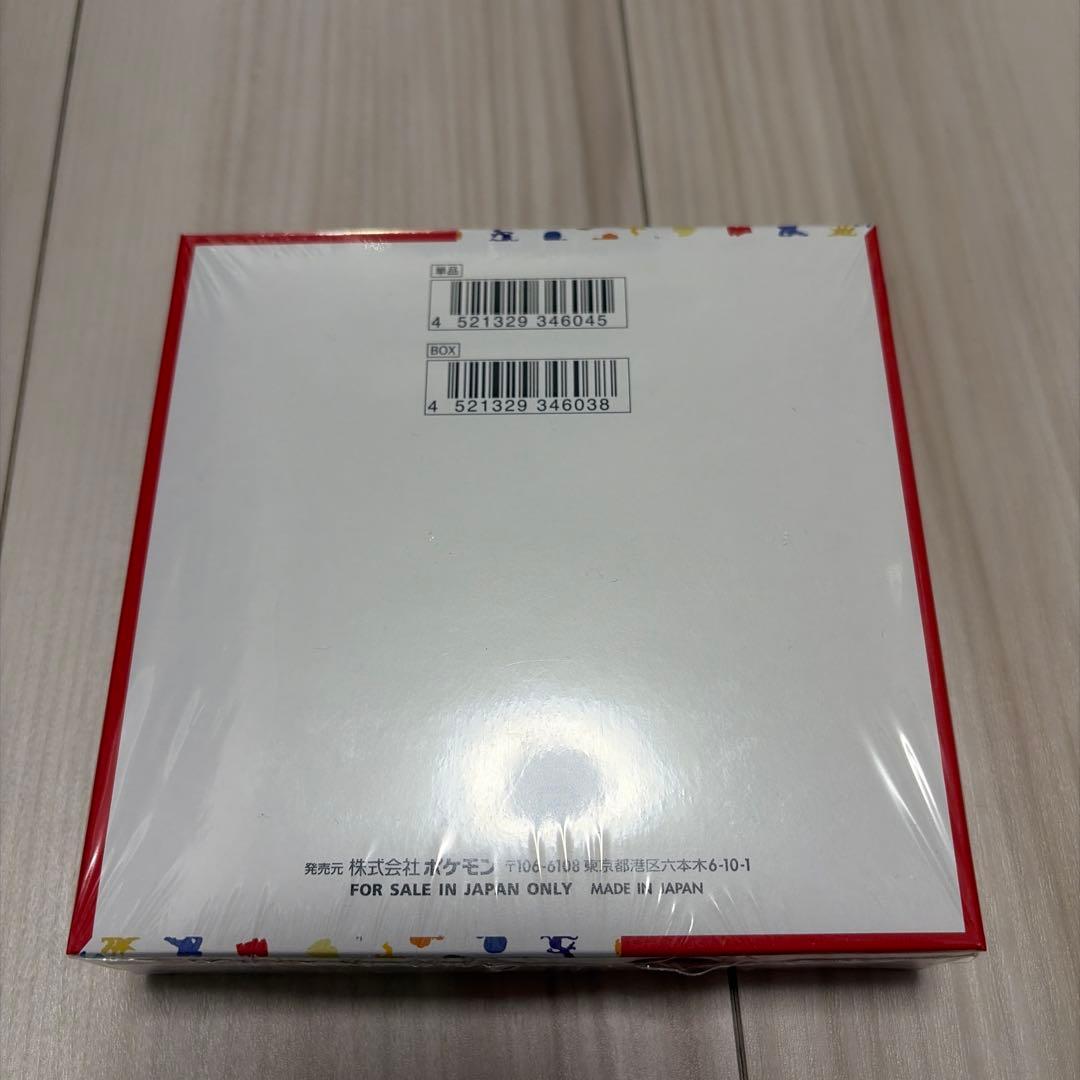 単品
4 521329 346045
BOX
4 521329 346038
発売元 株式会社 ポケモン 〒106-6108 東京都港区六本木6-10-1
FOR SALE IN JAPAN ONLY MADE IN JAPAN